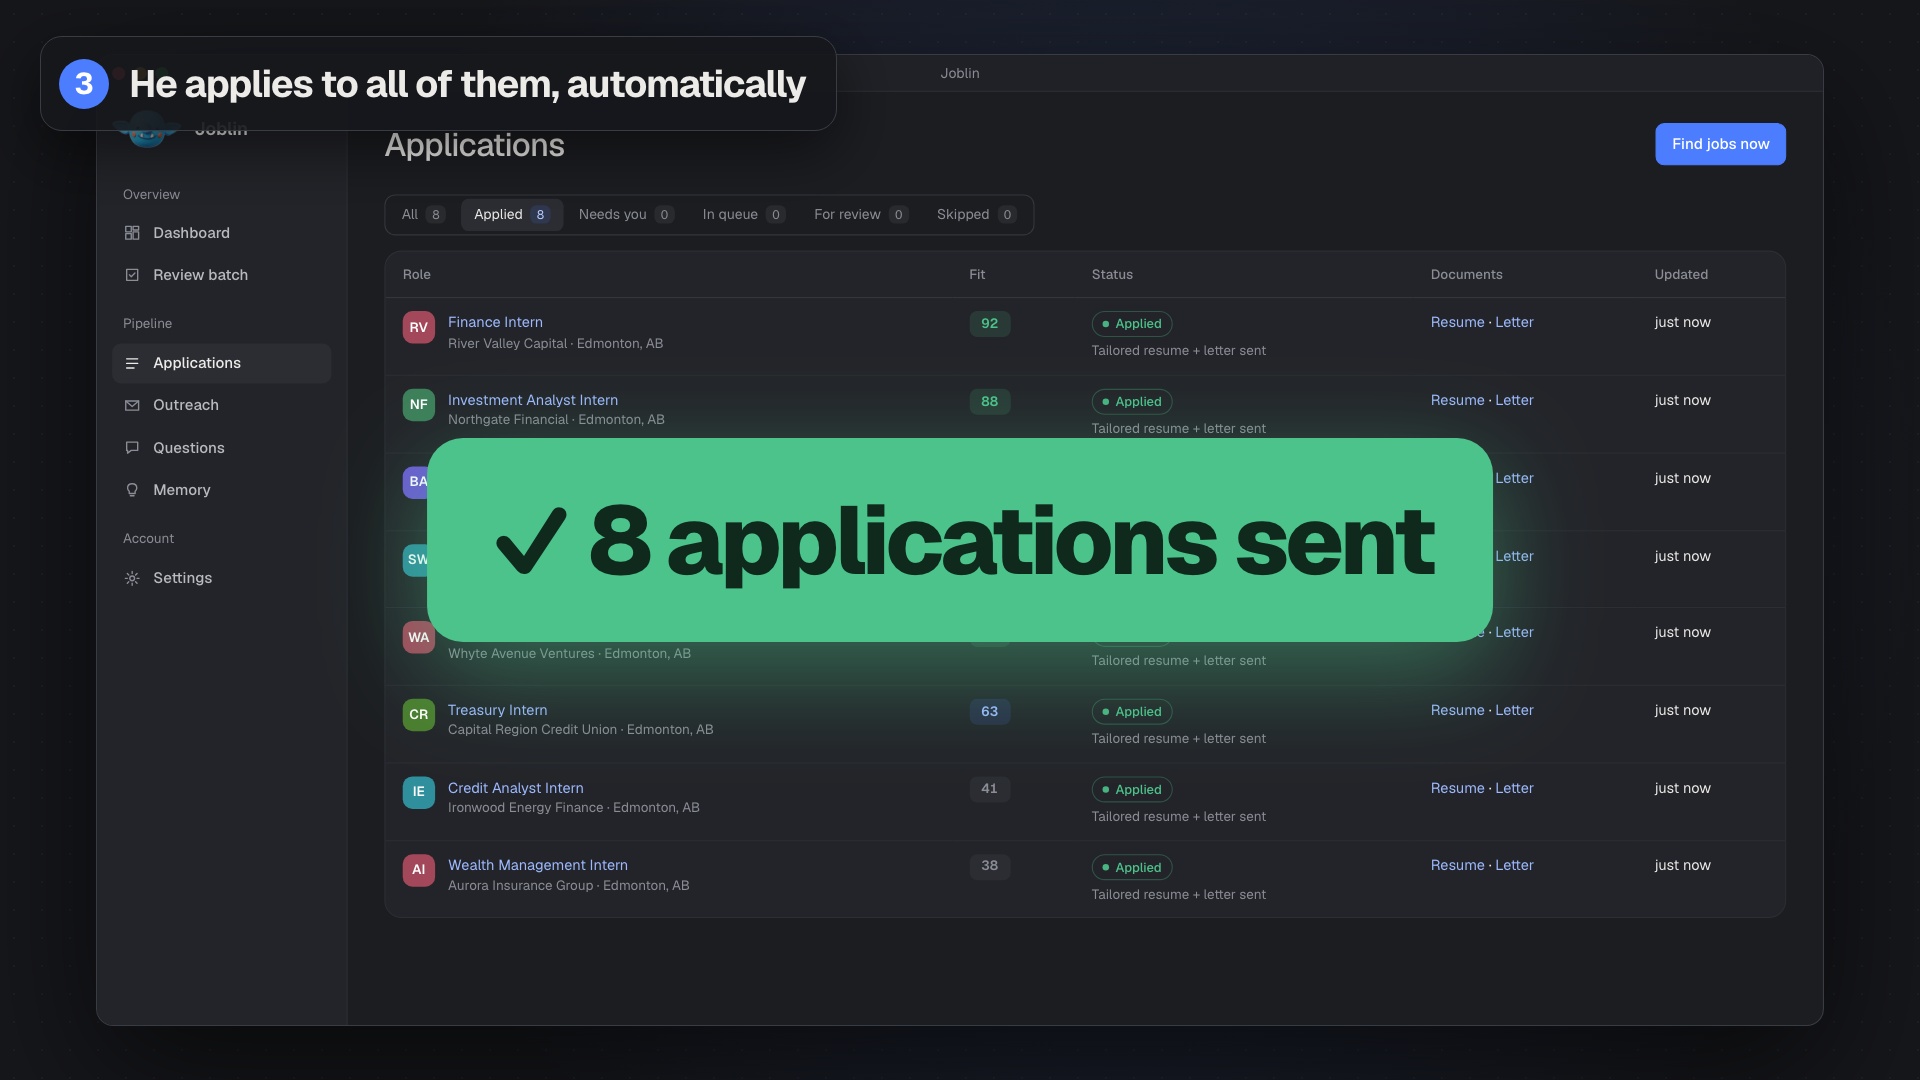 3 He applies to all of them, automatically
Joblin
Joblin
Applications
Find jobs now
Overview
Dashboard
Review batch
Pipeline
Applications
Outreach
Questions
Memory
Account
Settings
All 8 Applied 8 Needs you 0 In queue 0 For review 0 Skipped 0
Role Fit Status Documents Updated
RV Finance Intern 92 Applied Resume · Letter just now
River Valley Capital · Edmonton, AB Tailored resume + letter sent
NF Investment Analyst Intern 88 Applied Resume · Letter just now
Northgate Financial · Edmonton, AB Tailored resume + letter sent
BA Letter just now
✓ 8 applications sent
SW Letter just now
WA · Letter just now
Whyte Avenue Ventures · Edmonton, AB Tailored resume + letter sent
CR Treasury Intern 63 Applied Resume · Letter just now
Capital Region Credit Union · Edmonton, AB Tailored resume + letter sent
IE Credit Analyst Intern 41 Applied Resume · Letter just now
Ironwood Energy Finance · Edmonton, AB Tailored resume + letter sent
AI Wealth Management Intern 38 Applied Resume · Letter just now
Aurora Insurance Group · Edmonton, AB Tailored resume + letter sent